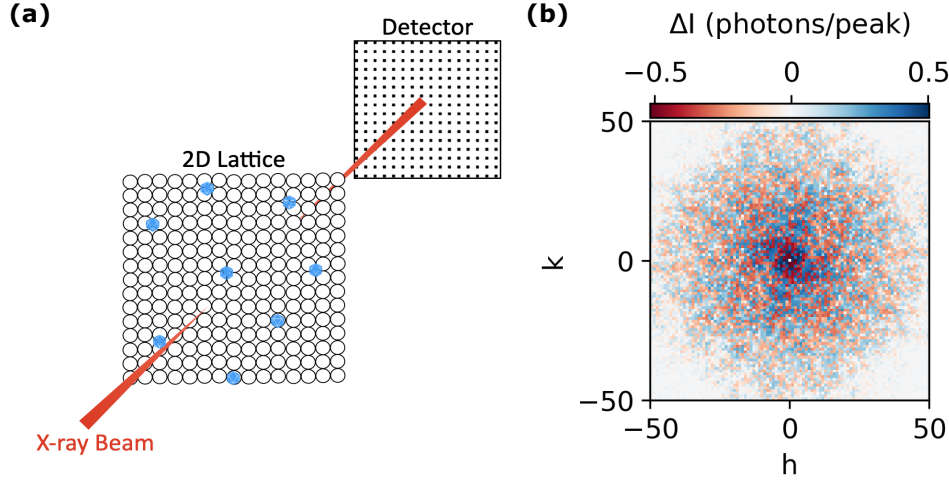 (a)
Detector
2D Lattice
X-ray Beam
(b)
ΔI (photons/peak)
−0.5 0 0.5
50
0
−50
k
−50 0 50
h